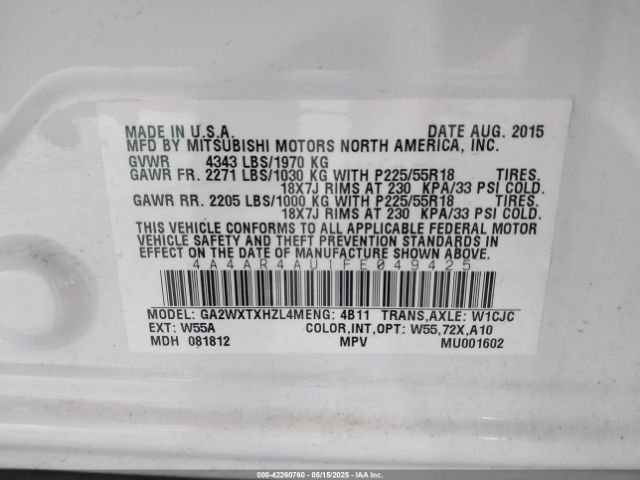 MADE IN U.S.A. DATE AUG. 2015
MFD BY MITSUBISHI MOTORS NORTH AMERICA, INC.
GVWR 4343 LBS/1970 KG
GAWR FR. 2271 LBS/1030 KG WITH P225/55R18 TIRES.
18X7J RIMS AT 230 KPA/33 PSI COLD.
GAWR RR. 2205 LBS/1000 KG WITH P225/55R18 TIRES.
18X7J RIMS AT 230 KPA/33 PSI COLD.
THIS VEHICLE CONFORMS TO ALL APPLICABLE FEDERAL MOTOR
VEHICLE SAFETY AND THEFT PREVENTION STANDARDS IN
EFFECT ON THE DATE OF MANUFACTURE SHOWN ABOVE.
4A4AR4AU1FE049425
MODEL: GA2WXTXHZL4MENG: 4B11 TRANS,AXLE: W1CJC
EXT: W55A COLOR,INT,OPT: W55,72X,A10
MDH 081812 MPV MU001602
000-42260760 - 05/15/2025 - IAAI.com